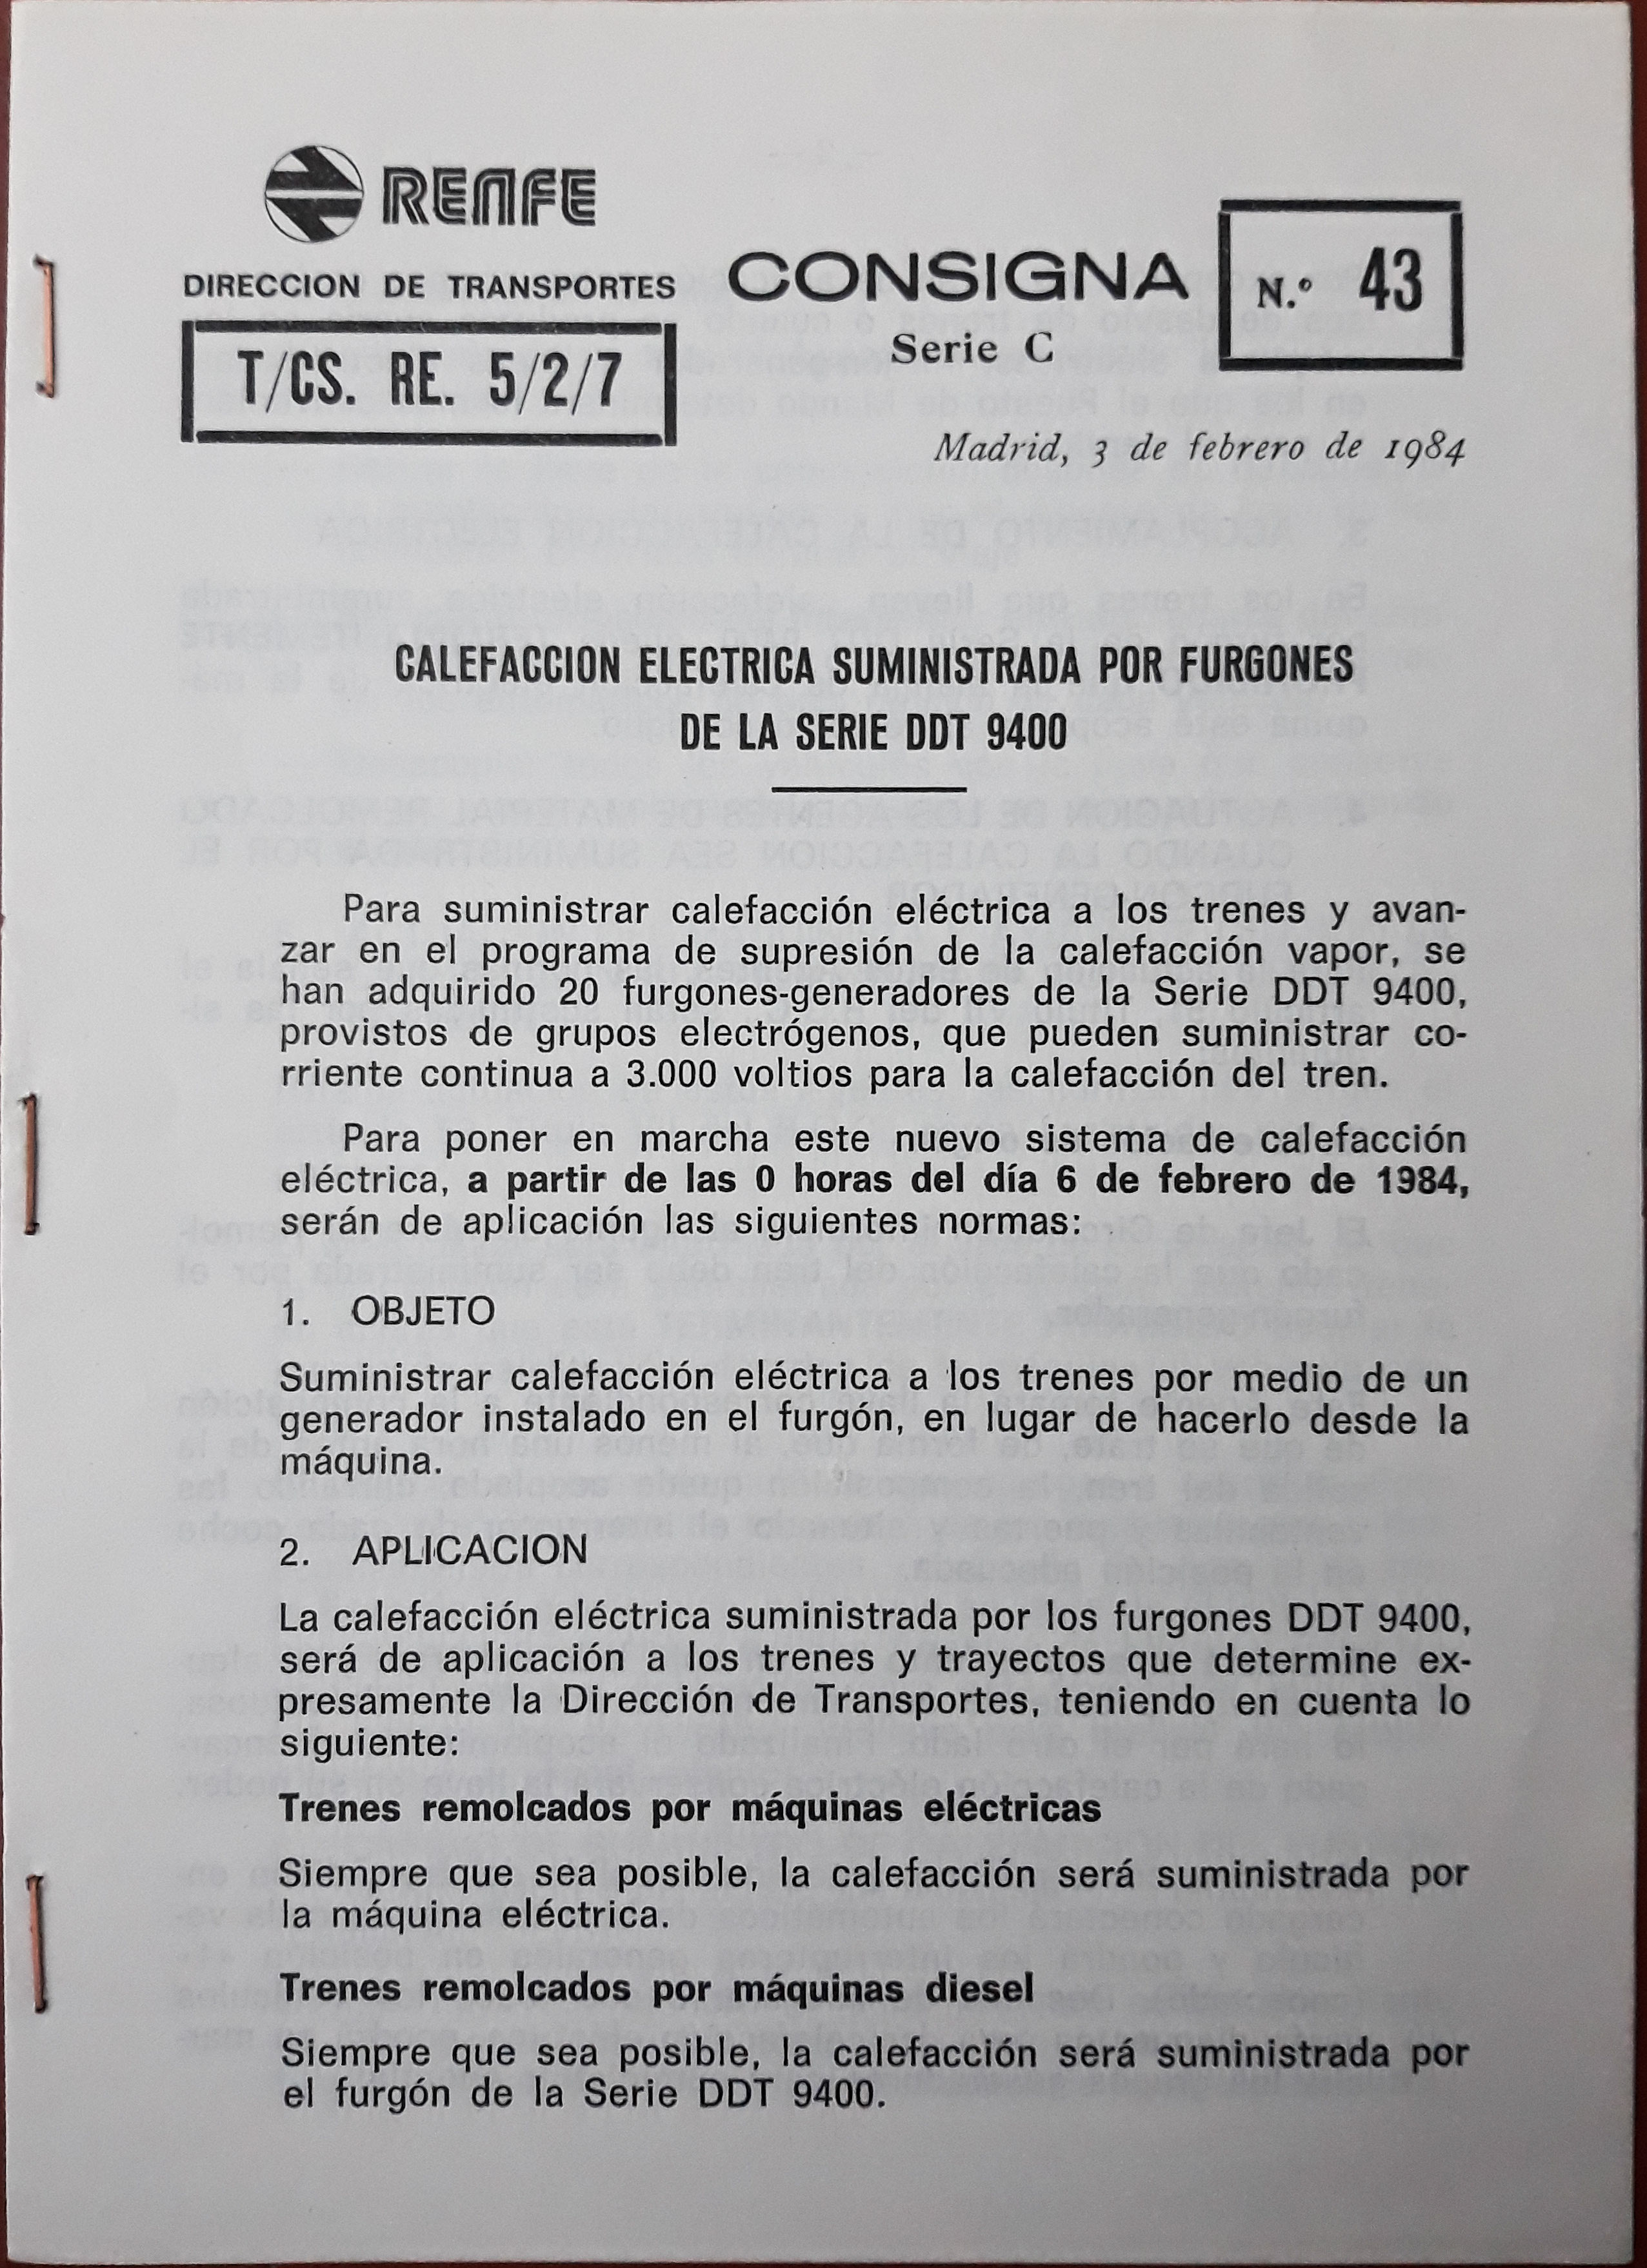 RENFE
DIRECCION DE TRANSPORTES
T/CS. RE. 5/2/7
CONSIGNA
Serie C
N.º 43
Madrid, 3 de febrero de 1984
CALEFACCION ELECTRICA SUMINISTRADA POR FURGONES
DE LA SERIE DDT 9400
Para suministrar calefacción eléctrica a los trenes y avan-
zar en el programa de supresión de la calefacción vapor, se
han adquirido 20 furgones-generadores de la Serie DDT 9400,
provistos de grupos electrógenos, que pueden suministrar co-
rriente continua a 3.000 voltios para la calefacción del tren.
Para poner en marcha este nuevo sistema de calefacción
eléctrica, a partir de las 0 horas del día 6 de febrero de 1984,
serán de aplicación las siguientes normas:
1. OBJETO
Suministrar calefacción eléctrica a los trenes por medio de un
generador instalado en el furgón, en lugar de hacerlo desde la
máquina.
2. APLICACION
La calefacción eléctrica suministrada por los furgones DDT 9400,
será de aplicación a los trenes y trayectos que determine ex-
presamente la Dirección de Transportes, teniendo en cuenta lo
siguiente:
Trenes remolcados por máquinas eléctricas
Siempre que sea posible, la calefacción será suministrada por
la máquina eléctrica.
Trenes remolcados por máquinas diesel
Siempre que sea posible, la calefacción será suministrada por
el furgón de la Serie DDT 9400.